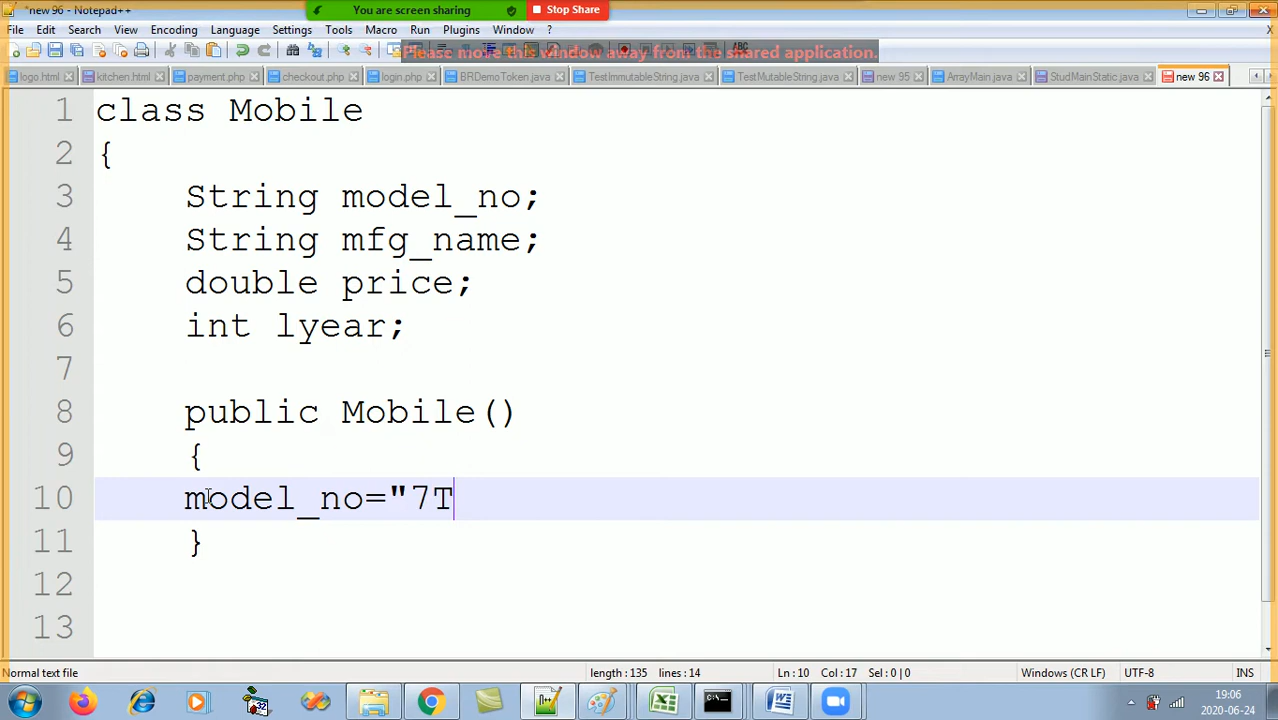 *new 96 - Notepad++
You are screen sharing
Stop Share
File Edit Search View Encoding Language Settings Tools Macro Run Plugins Window ? X
Please move this window away from the shared application.
logo.html kitchen.html payment.php checkout.php login.php BRDemoToken.java TestImmutableString.java TestMutableString.java new 95 ArrayMain.java StudMainStatic.java new 96
1 class Mobile
2 {
3 String model_no;
4 String mfg_name;
5 double price;
6 int lyear;
7
8 public Mobile()
9 {
10 model_no="7T
11 }
12
13
Normal text file length : 135 lines : 14 Ln : 10 Col : 17 Sel : 0 | 0 Windows (CR LF) UTF-8 INS
19:06
2020-06-24